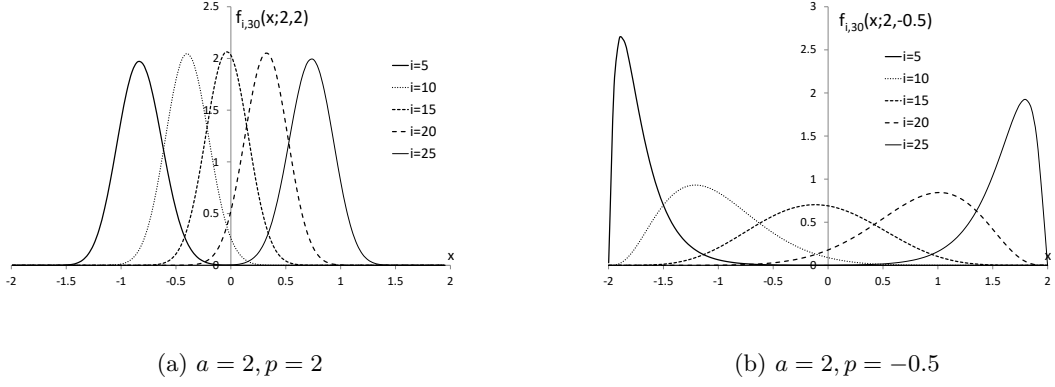 f_{i,30}(x;2,2)
2.5
2
1.5
1
0.5
0
-2 -1.5 -1 -0.5 0 0.5 1 1.5 2
x
i=5
i=10
i=15
i=20
i=25
(a) a = 2, p = 2
f_{i,30}(x;2,-0.5)
3
2.5
2
1.5
1
0.5
0
-2 -1.5 -1 -0.5 0 0.5 1 1.5 2
x
i=5
i=10
i=15
i=20
i=25
(b) a = 2, p = −0.5